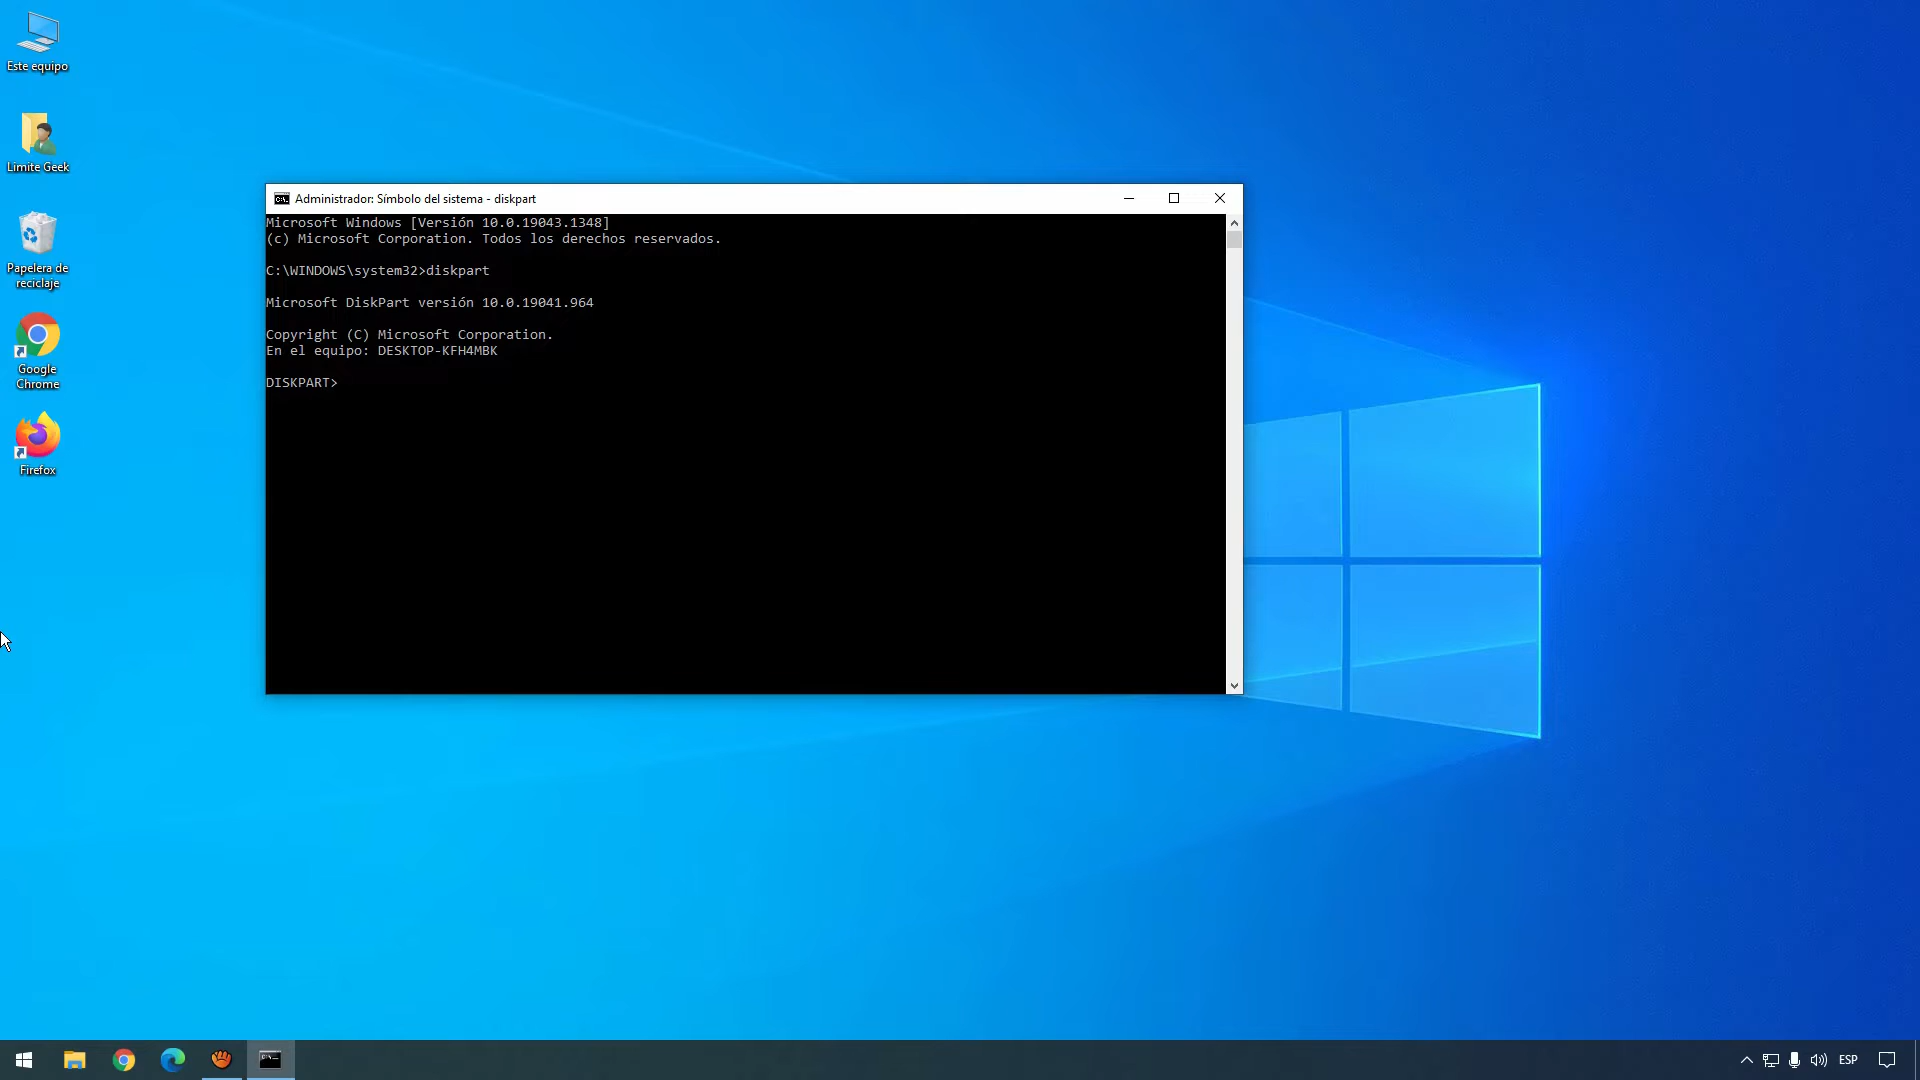 Este equipo
Limite Geek
Papelera de
reciclaje
Google
Chrome
Firefox
Administrador: Símbolo del sistema - diskpart
Microsoft Windows [Versión 10.0.19043.1348]
(c) Microsoft Corporation. Todos los derechos reservados.
C:\WINDOWS\system32>diskpart
Microsoft DiskPart versión 10.0.19041.964
Copyright (C) Microsoft Corporation.
En el equipo: DESKTOP-KFH4MBK
DISKPART>
ESP